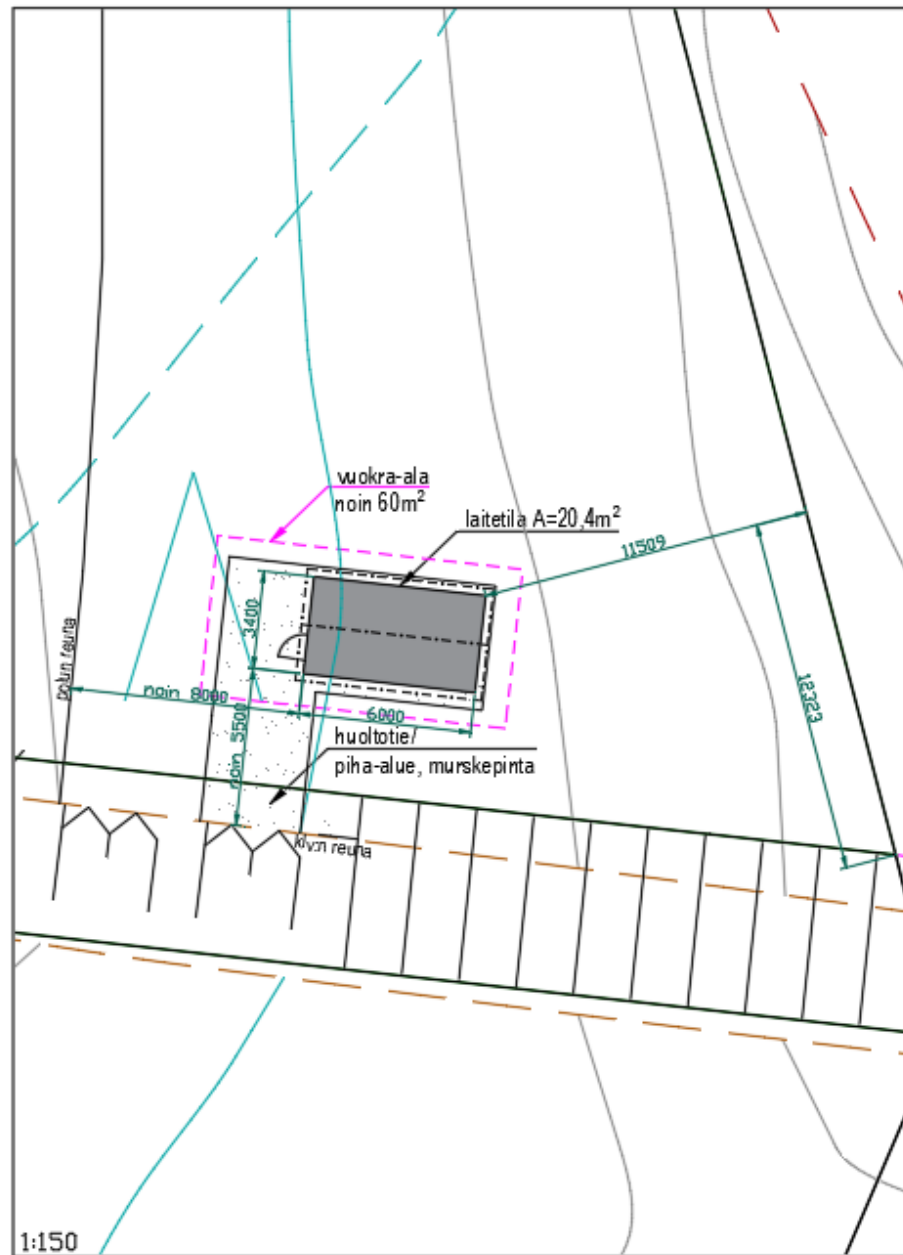 vuokra-ala
noin 60m²
laitetila A=20,4m²
11509
3400
polun reuna
noin 8000
6000
12323
noin 5500
huoltotie/
piha-alue, murskepinta
klv:n reuna
1:150